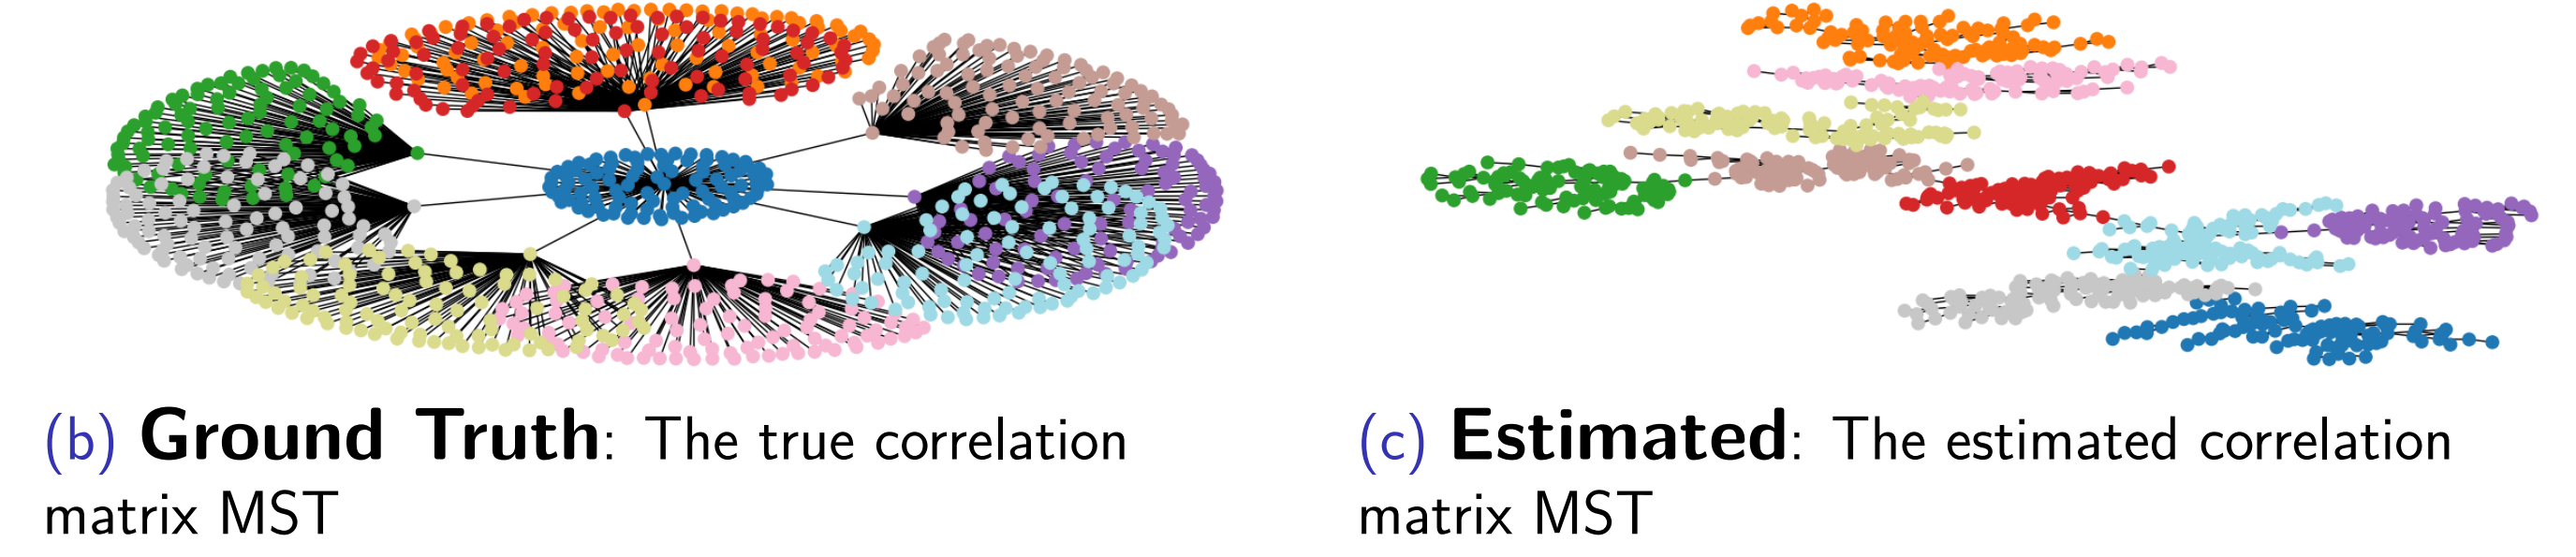 (b) Ground Truth: The true correlation
matrix MST
(c) Estimated: The estimated correlation
matrix MST